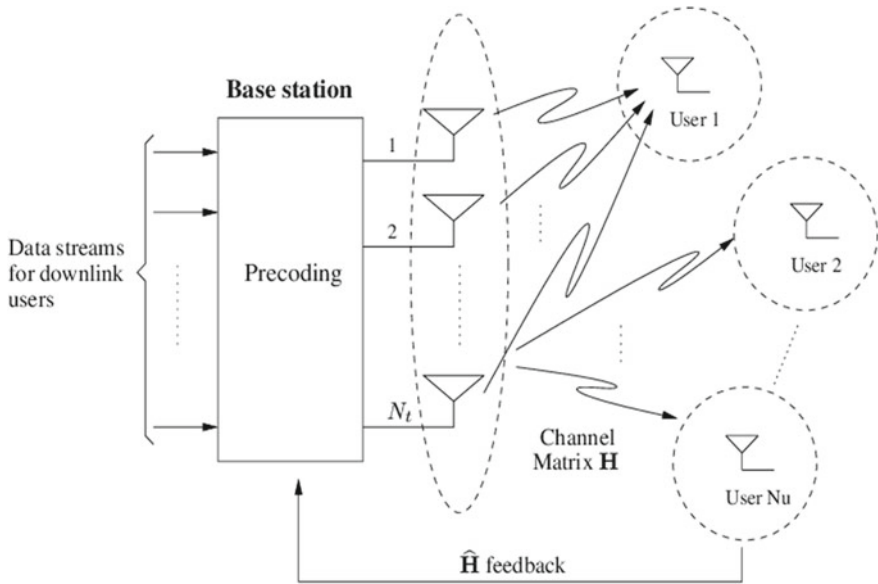 Base station
Data streams
for downlink
users
Precoding
1
2
N_t
User 1
User 2
User Nu
Channel
Matrix H
Ĥ feedback